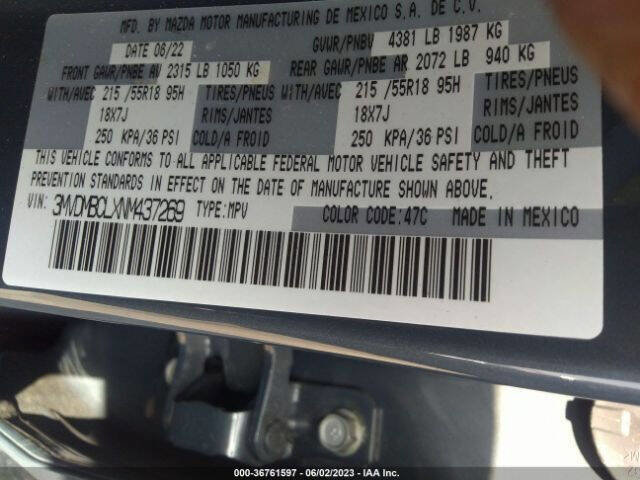 MFD. BY MAZDA MOTOR MANUFACTURING DE MEXICO S.A. DE C.V.
DATE 06/22 GVWR/PNBV 4381 LB 1987 KG
FRONT GAWR/PNBE AV 2315 LB 1050 KG REAR GAWR/PNBE AR 2072 LB 940 KG
WITH/AVEC 215 /55R18 95H TIRES/PNEUS WITH/AVEC 215 /55R18 95H TIRES/PNEUS
18X7J RIMS/JANTES 18X7J RIMS/JANTES
250 KPA/36 PSI COLD/A FROID 250 KPA/36 PSI COLD/A FROID
THIS VEHICLE CONFORMS TO ALL APPLICABLE FEDERAL MOTOR VEHICLE SAFETY AND THEFT
PREVENTION STANDARDS IN EFFECT ON THE DATE OF MANUFACTURE SHOWN ABOVE.
VIN: 3MVDMBCLXNM437269 TYPE:MPV COLOR CODE:47C MADE IN MEXICO
000-36761597 - 06/02/2023 - IAA Inc.